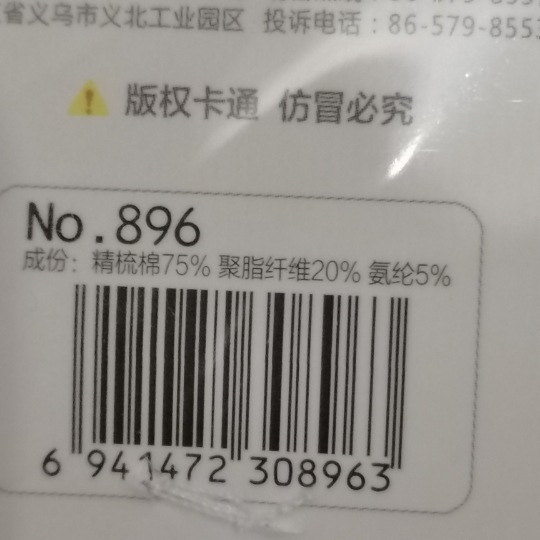 省义乌市义北工业园区 投诉电话：86-579-855
版权卡通 仿冒必究
No.896
成份：精梳棉75% 聚脂纤维20% 氨纶5%
6 941472 308963